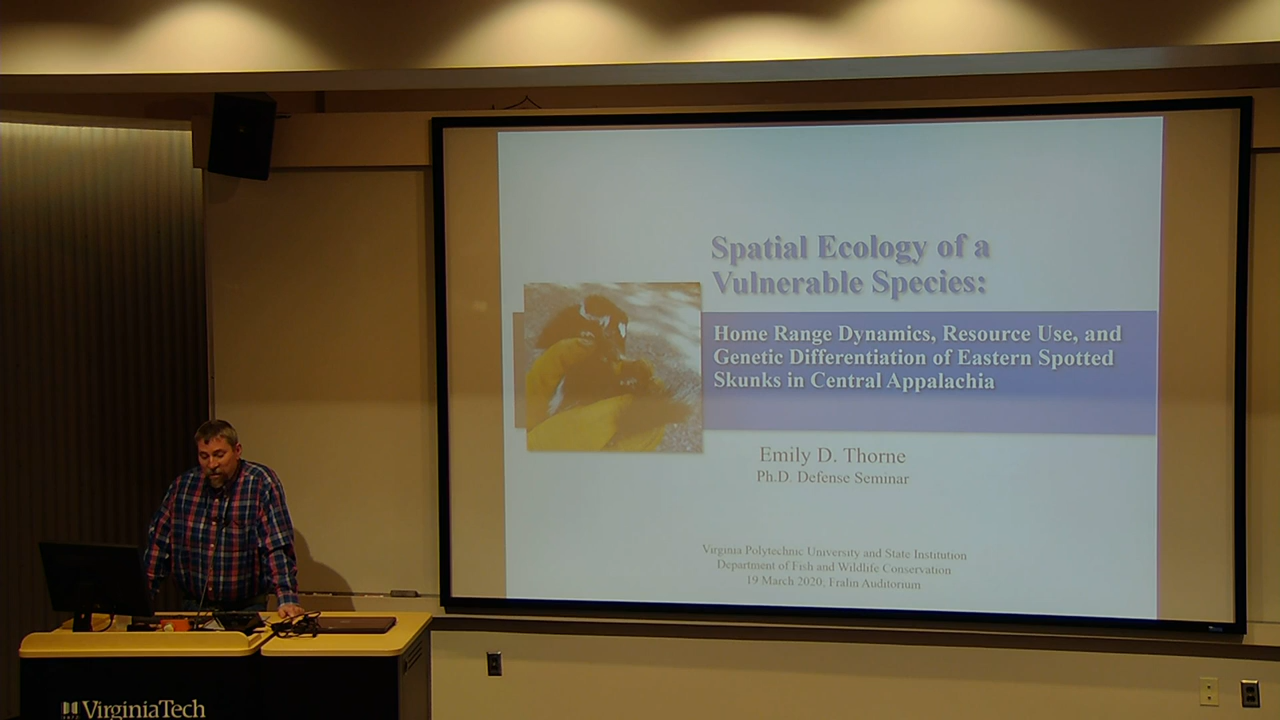 Spatial Ecology of a
Vulnerable Species:
Home Range Dynamics, Resource Use, and
Genetic Differentiation of Eastern Spotted
Skunks in Central Appalachia
Emily D. Thorne
Ph.D. Defense Seminar
Virginia Polytechnic University and State Institution
Department of Fish and Wildlife Conservation
19 March 2020, Fralin Auditorium
VirginiaTech